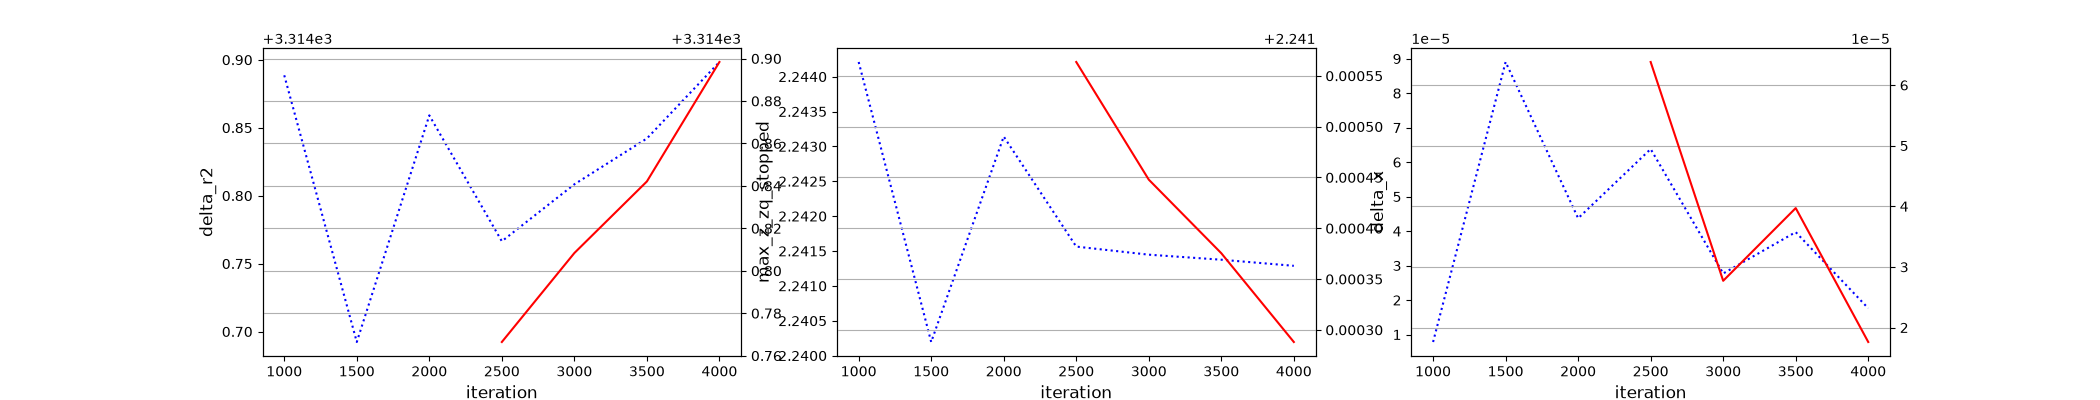 +3.314e3 +3.314e3 +2.241 1e−5 1e−5
0.90 0.85 0.80 0.75 0.70
delta_r2
0.90 0.88 0.86 0.84 0.82 0.80 0.78 0.76
1000 1500 2000 2500 3000 3500 4000
iteration
max_z_zq_stopped
2.2440 2.2435 2.2430 2.2425 2.2420 2.2415 2.2410 2.2405 2.2400
0.00055 0.00050 0.00045 0.00040 0.00035 0.00030
1000 1500 2000 2500 3000 3500 4000
iteration
delta_x
9 8 7 6 5 4 3 2 1
6 5 4 3 2
1000 1500 2000 2500 3000 3500 4000
iteration